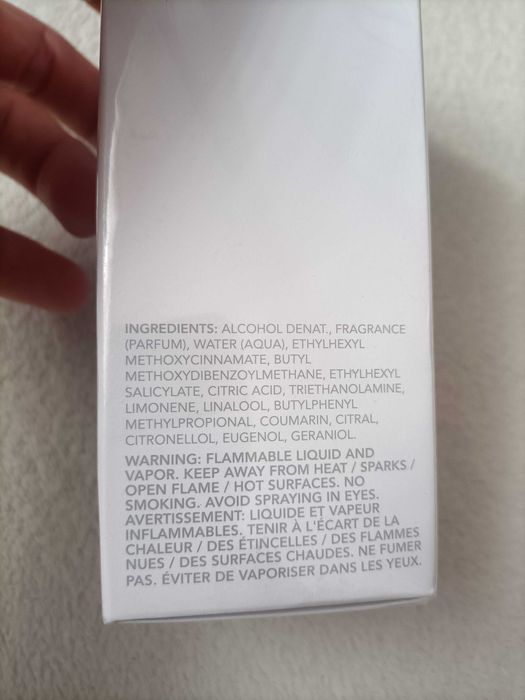 INGREDIENTS: ALCOHOL DENAT., FRAGRANCE
(PARFUM), WATER (AQUA), ETHYLHEXYL
METHOXYCINNAMATE, BUTYL
METHOXYDIBENZOYLMETHANE, ETHYLHEXYL
SALICYLATE, CITRIC ACID, TRIETHANOLAMINE,
LIMONENE, LINALOOL, BUTYLPHENYL
METHYLPROPIONAL, COUMARIN, CITRAL,
CITRONELLOL, EUGENOL, GERANIOL.
WARNING: FLAMMABLE LIQUID AND
VAPOR. KEEP AWAY FROM HEAT / SPARKS /
OPEN FLAME / HOT SURFACES. NO
SMOKING. AVOID SPRAYING IN EYES.
AVERTISSEMENT: LIQUIDE ET VAPEUR
INFLAMMABLES. TENIR À L'ÉCART DE LA
CHALEUR / DES ÉTINCELLES / DES FLAMMES
NUES / DES SURFACES CHAUDES. NE FUMER
PAS. ÉVITER DE VAPORISER DANS LES YEUX.